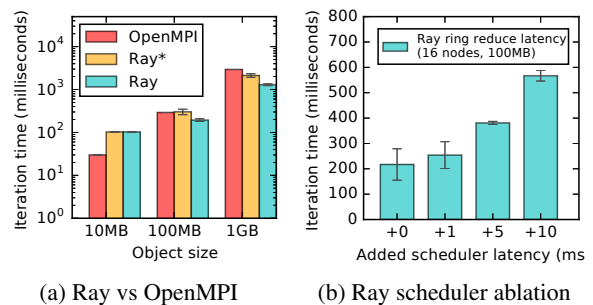 Iteration time (milliseconds)
10⁴
10³
10²
10¹
10⁰
OpenMPI
Ray*
Ray
10MB 100MB 1GB
Object size
(a) Ray vs OpenMPI
Iteration time (milliseconds)
800
700
600
500
400
300
200
100
0
Ray ring reduce latency
(16 nodes, 100MB)
+0 +1 +5 +10
Added scheduler latency (ms
(b) Ray scheduler ablation